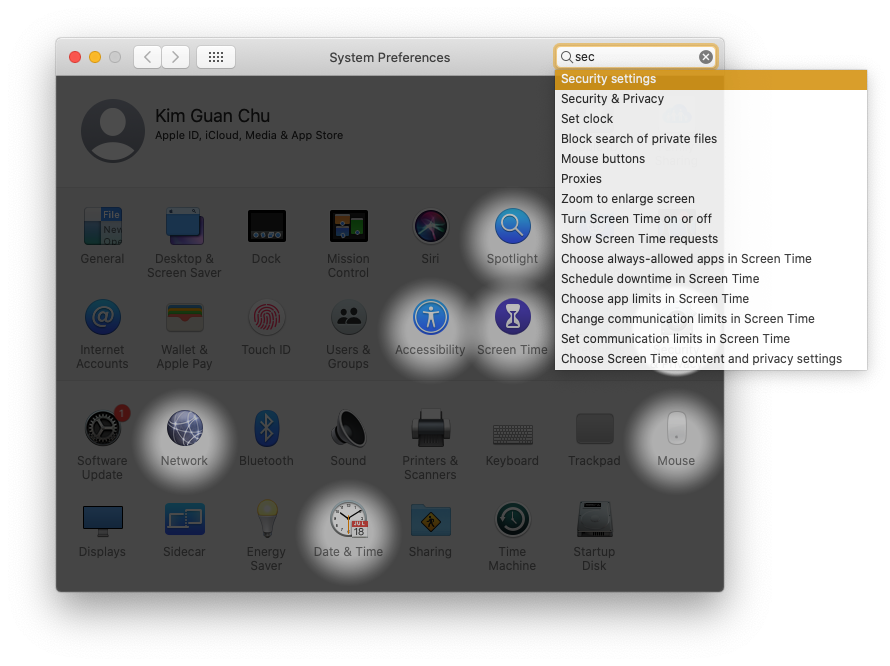 System Preferences
sec
Kim Guan Chu
Apple ID, iCloud, Media & App Store
Security settings
Security & Privacy
Set clock
Block search of private files
Mouse buttons
Proxies
Zoom to enlarge screen
Turn Screen Time on or off
Show Screen Time requests
Choose always-allowed apps in Screen Time
Schedule downtime in Screen Time
Choose app limits in Screen Time
Change communication limits in Screen Time
Set communication limits in Screen Time
Choose Screen Time content and privacy settings
File
New
General
Desktop &
Screen Saver
Dock
Mission
Control
Siri
Spotlight
@
Internet
Accounts
Wallet &
Apple Pay
Touch ID
Users &
Groups
Accessibility
Screen Time
1
Software
Update
Network
Bluetooth
Sound
Printers &
Scanners
Keyboard
Trackpad
Mouse
Displays
Sidecar
Energy
Saver
JUL
18
Date & Time
Sharing
Time
Machine
Startup
Disk